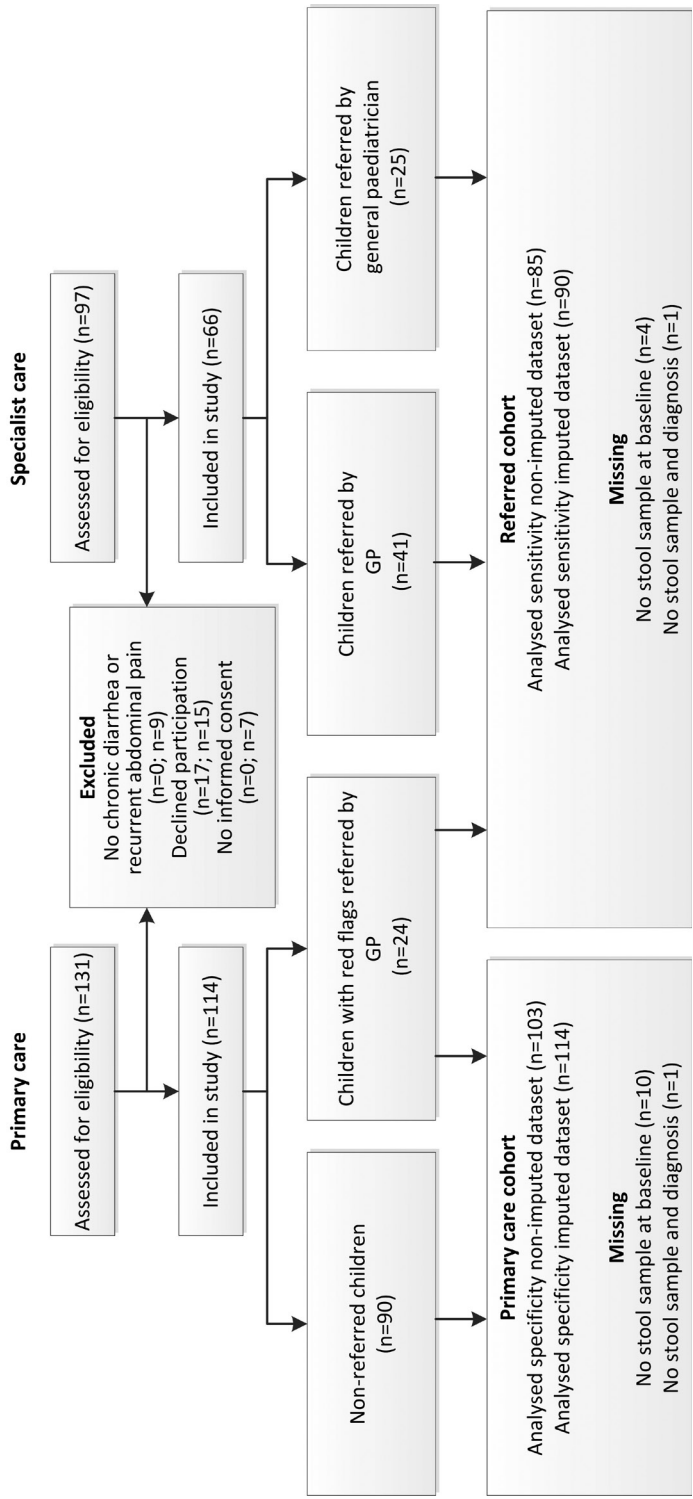 Primary care
Specialist care
Assessed for eligibility (n=131)
Assessed for eligibility (n=97)
Excluded
No chronic diarrhea or
recurrent abdominal pain
(n=0; n=9)
Declined participation
(n=17; n=15)
No informed consent
(n=0; n=7)
Included in study (n=114)
Included in study (n=66)
Non-referred children
(n=90)
Children with red flags referred by
GP
(n=24)
Children referred by
GP
(n=41)
Children referred by
general paediatrician
(n=25)
Primary care cohort
Analysed specificity non-imputed dataset (n=103)
Analysed specificity imputed dataset (n=114)
Missing
No stool sample at baseline (n=10)
No stool sample and diagnosis (n=1)
Referred cohort
Analysed sensitivity non-imputed dataset (n=85)
Analysed sensitivity imputed dataset (n=90)
Missing
No stool sample at baseline (n=4)
No stool sample and diagnosis (n=1)